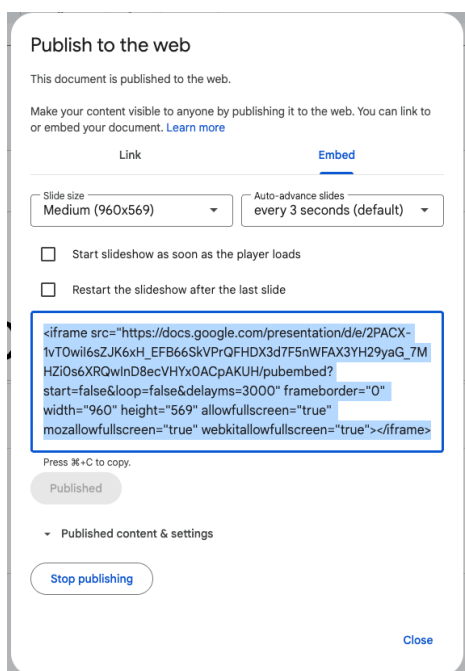 Publish to the web
This document is published to the web.
Make your content visible to anyone by publishing it to the web. You can link to
or embed your document. Learn more
Link Embed
Slide size Auto-advance slides
Medium (960x569) every 3 seconds (default)
Start slideshow as soon as the player loads
Restart the slideshow after the last slide
<iframe src="https://docs.google.com/presentation/d/e/2PACX-
1vT0wiI6sZJK6xH_EFB66SkVPrQFHDX3d7F5nWFAX3YH29yaG_7M
HZi0s6XRQwInD8ecVHYx0ACpAKUH/pubembed?
start=false&loop=false&delayms=3000" frameborder="0"
width="960" height="569" allowfullscreen="true"
mozallowfullscreen="true" webkitallowfullscreen="true"></iframe>
Press ⌘+C to copy.
Published
Published content & settings
Stop publishing
Close